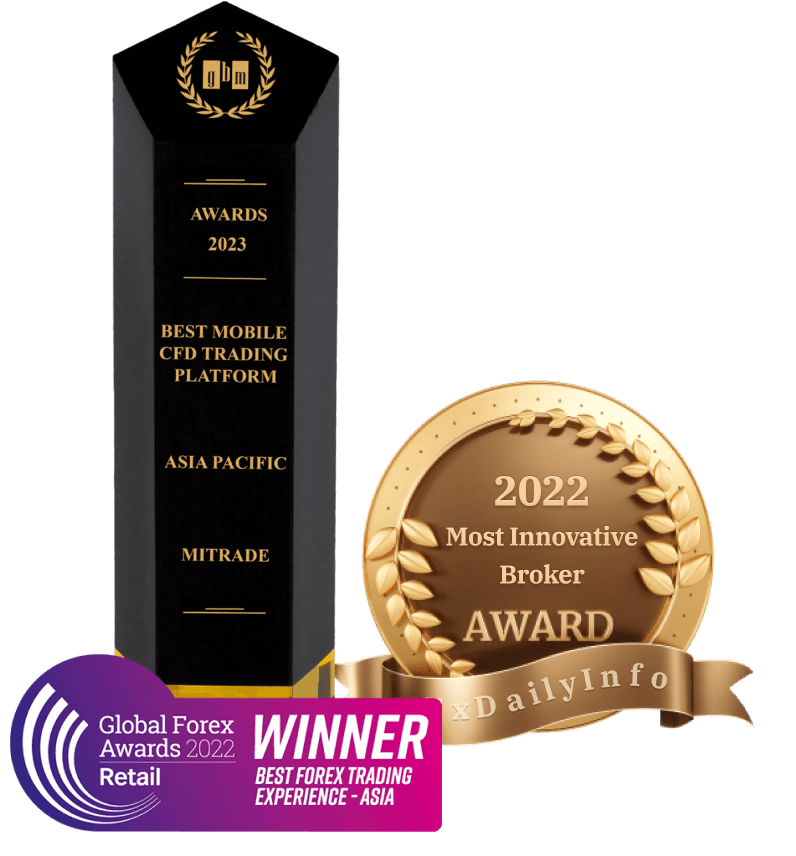 gbm
AWARDS
2023
BEST MOBILE
CFD TRADING
PLATFORM
ASIA PACIFIC
MITRADE
2022
Most Innovative
Broker
AWARD
xDailyInfo
Global Forex
Awards 2022
Retail
WINNER
BEST FOREX TRADING
EXPERIENCE - ASIA